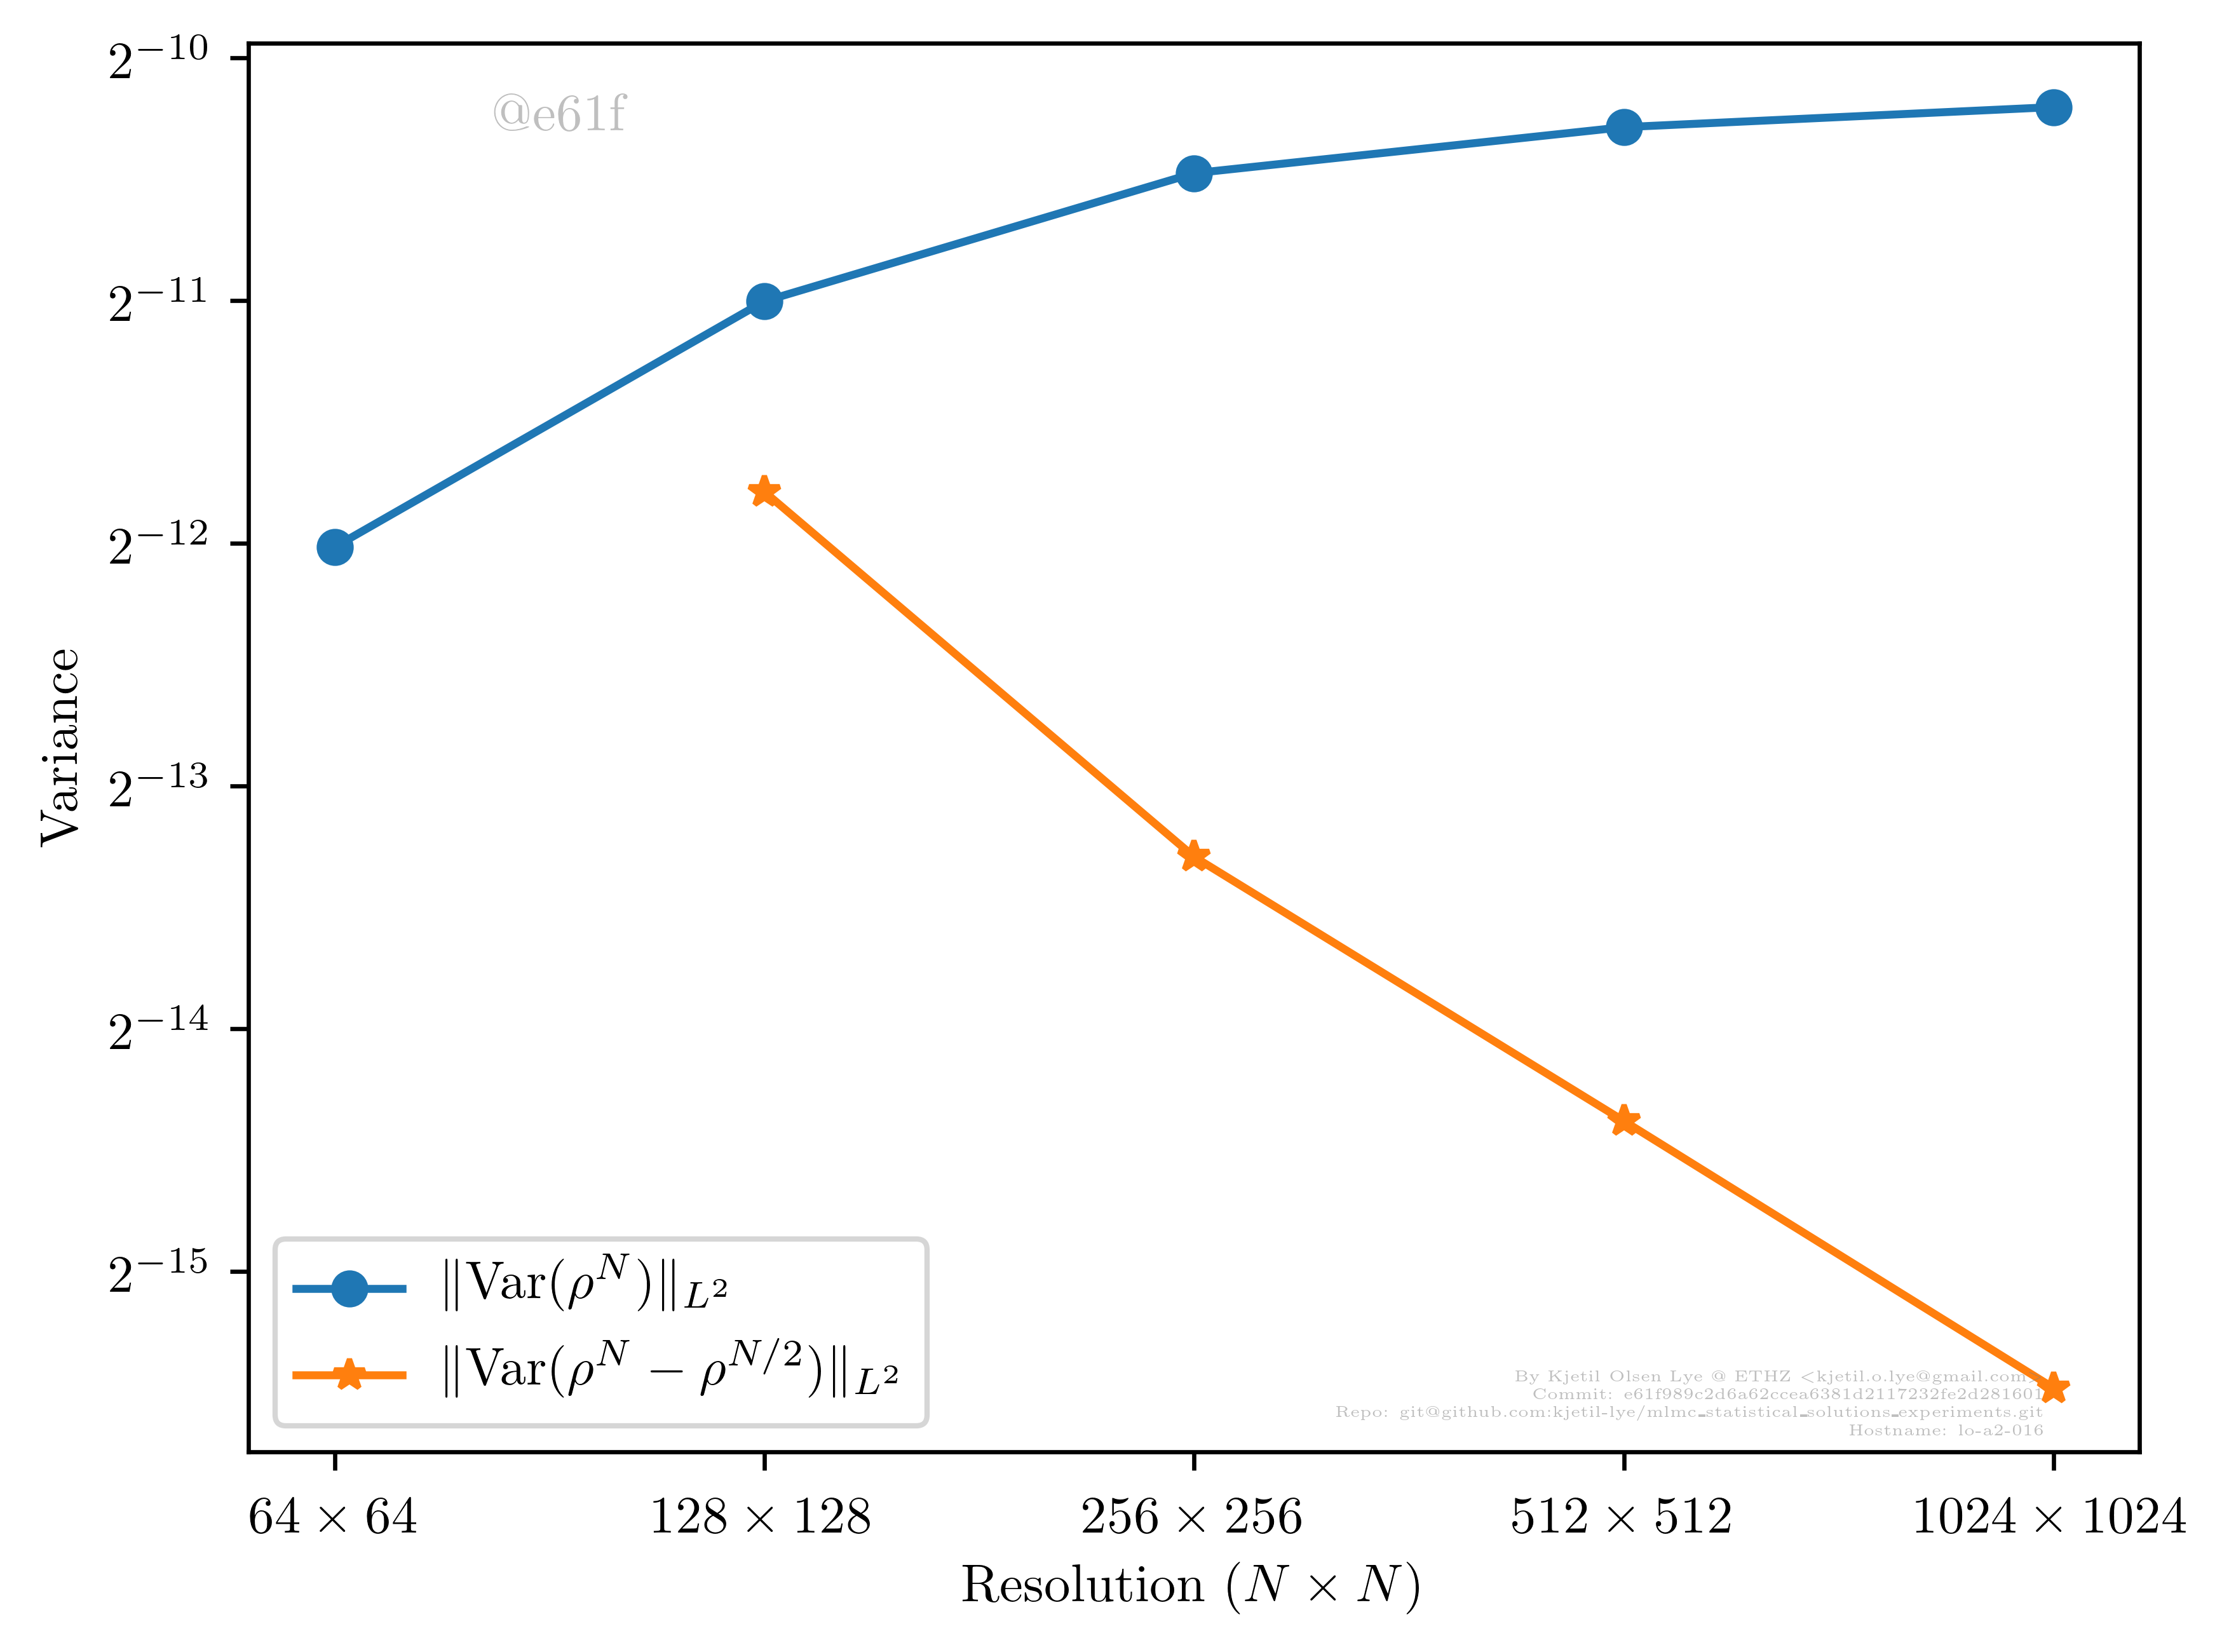 @e61f
2^{-10}
2^{-11}
2^{-12}
2^{-13}
2^{-14}
2^{-15}
Variance
‖Var(ρ^N)‖_{L^2}
‖Var(ρ^N − ρ^{N/2})‖_{L^2}
By Kjetil Olsen Lye @ ETHZ <kjetil.o.lye@gmail.com>
Commit: e61f989c2d6a62ccea6381d2117232fe2d281601
Repo: git@github.com:kjetil-lye/mlmc_statistical_solutions_experiments.git
Hostname: lo-a2-016
64 × 64 128 × 128 256 × 256 512 × 512 1024 × 1024
Resolution (N × N)